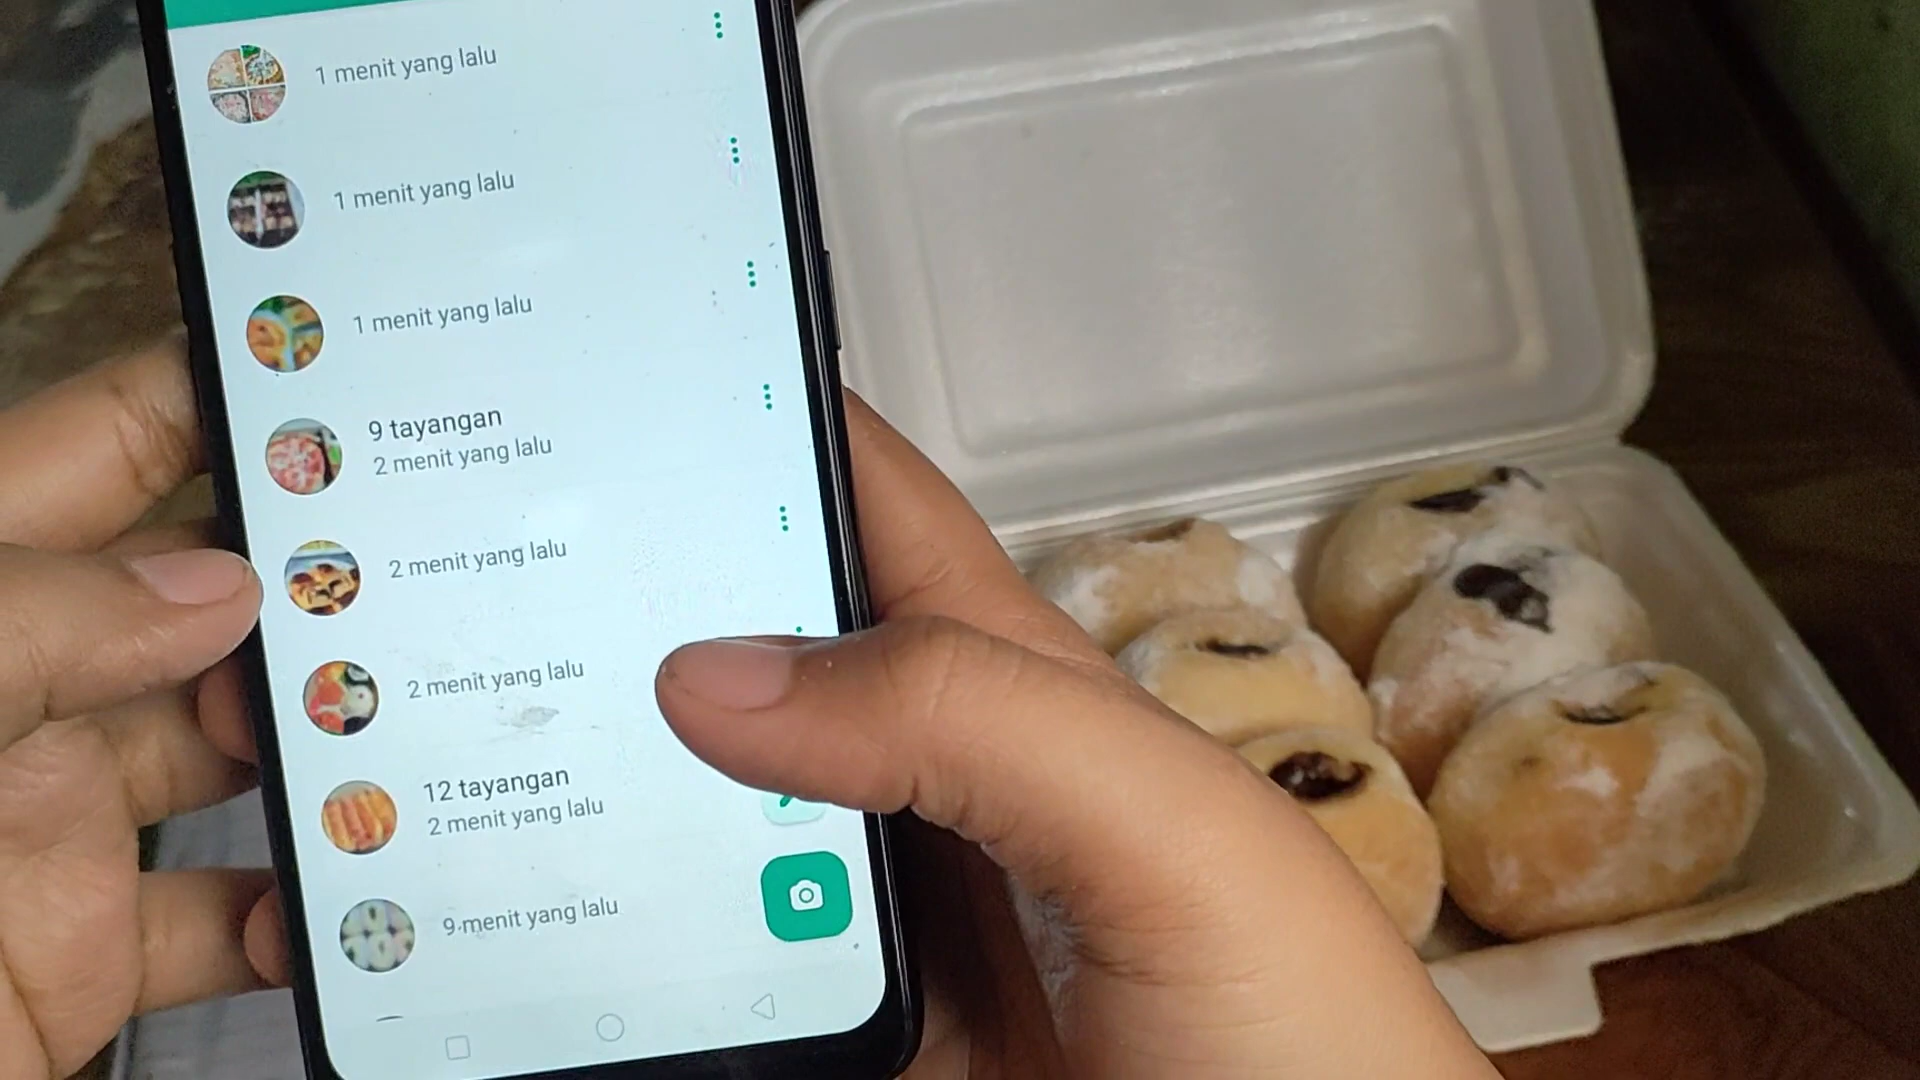 1 menit yang lalu
1 menit yang lalu
1 menit yang lalu
9 tayangan
2 menit yang lalu
2 menit yang lalu
2 menit yang lalu
12 tayangan
2 menit yang lalu
9 menit yang lalu